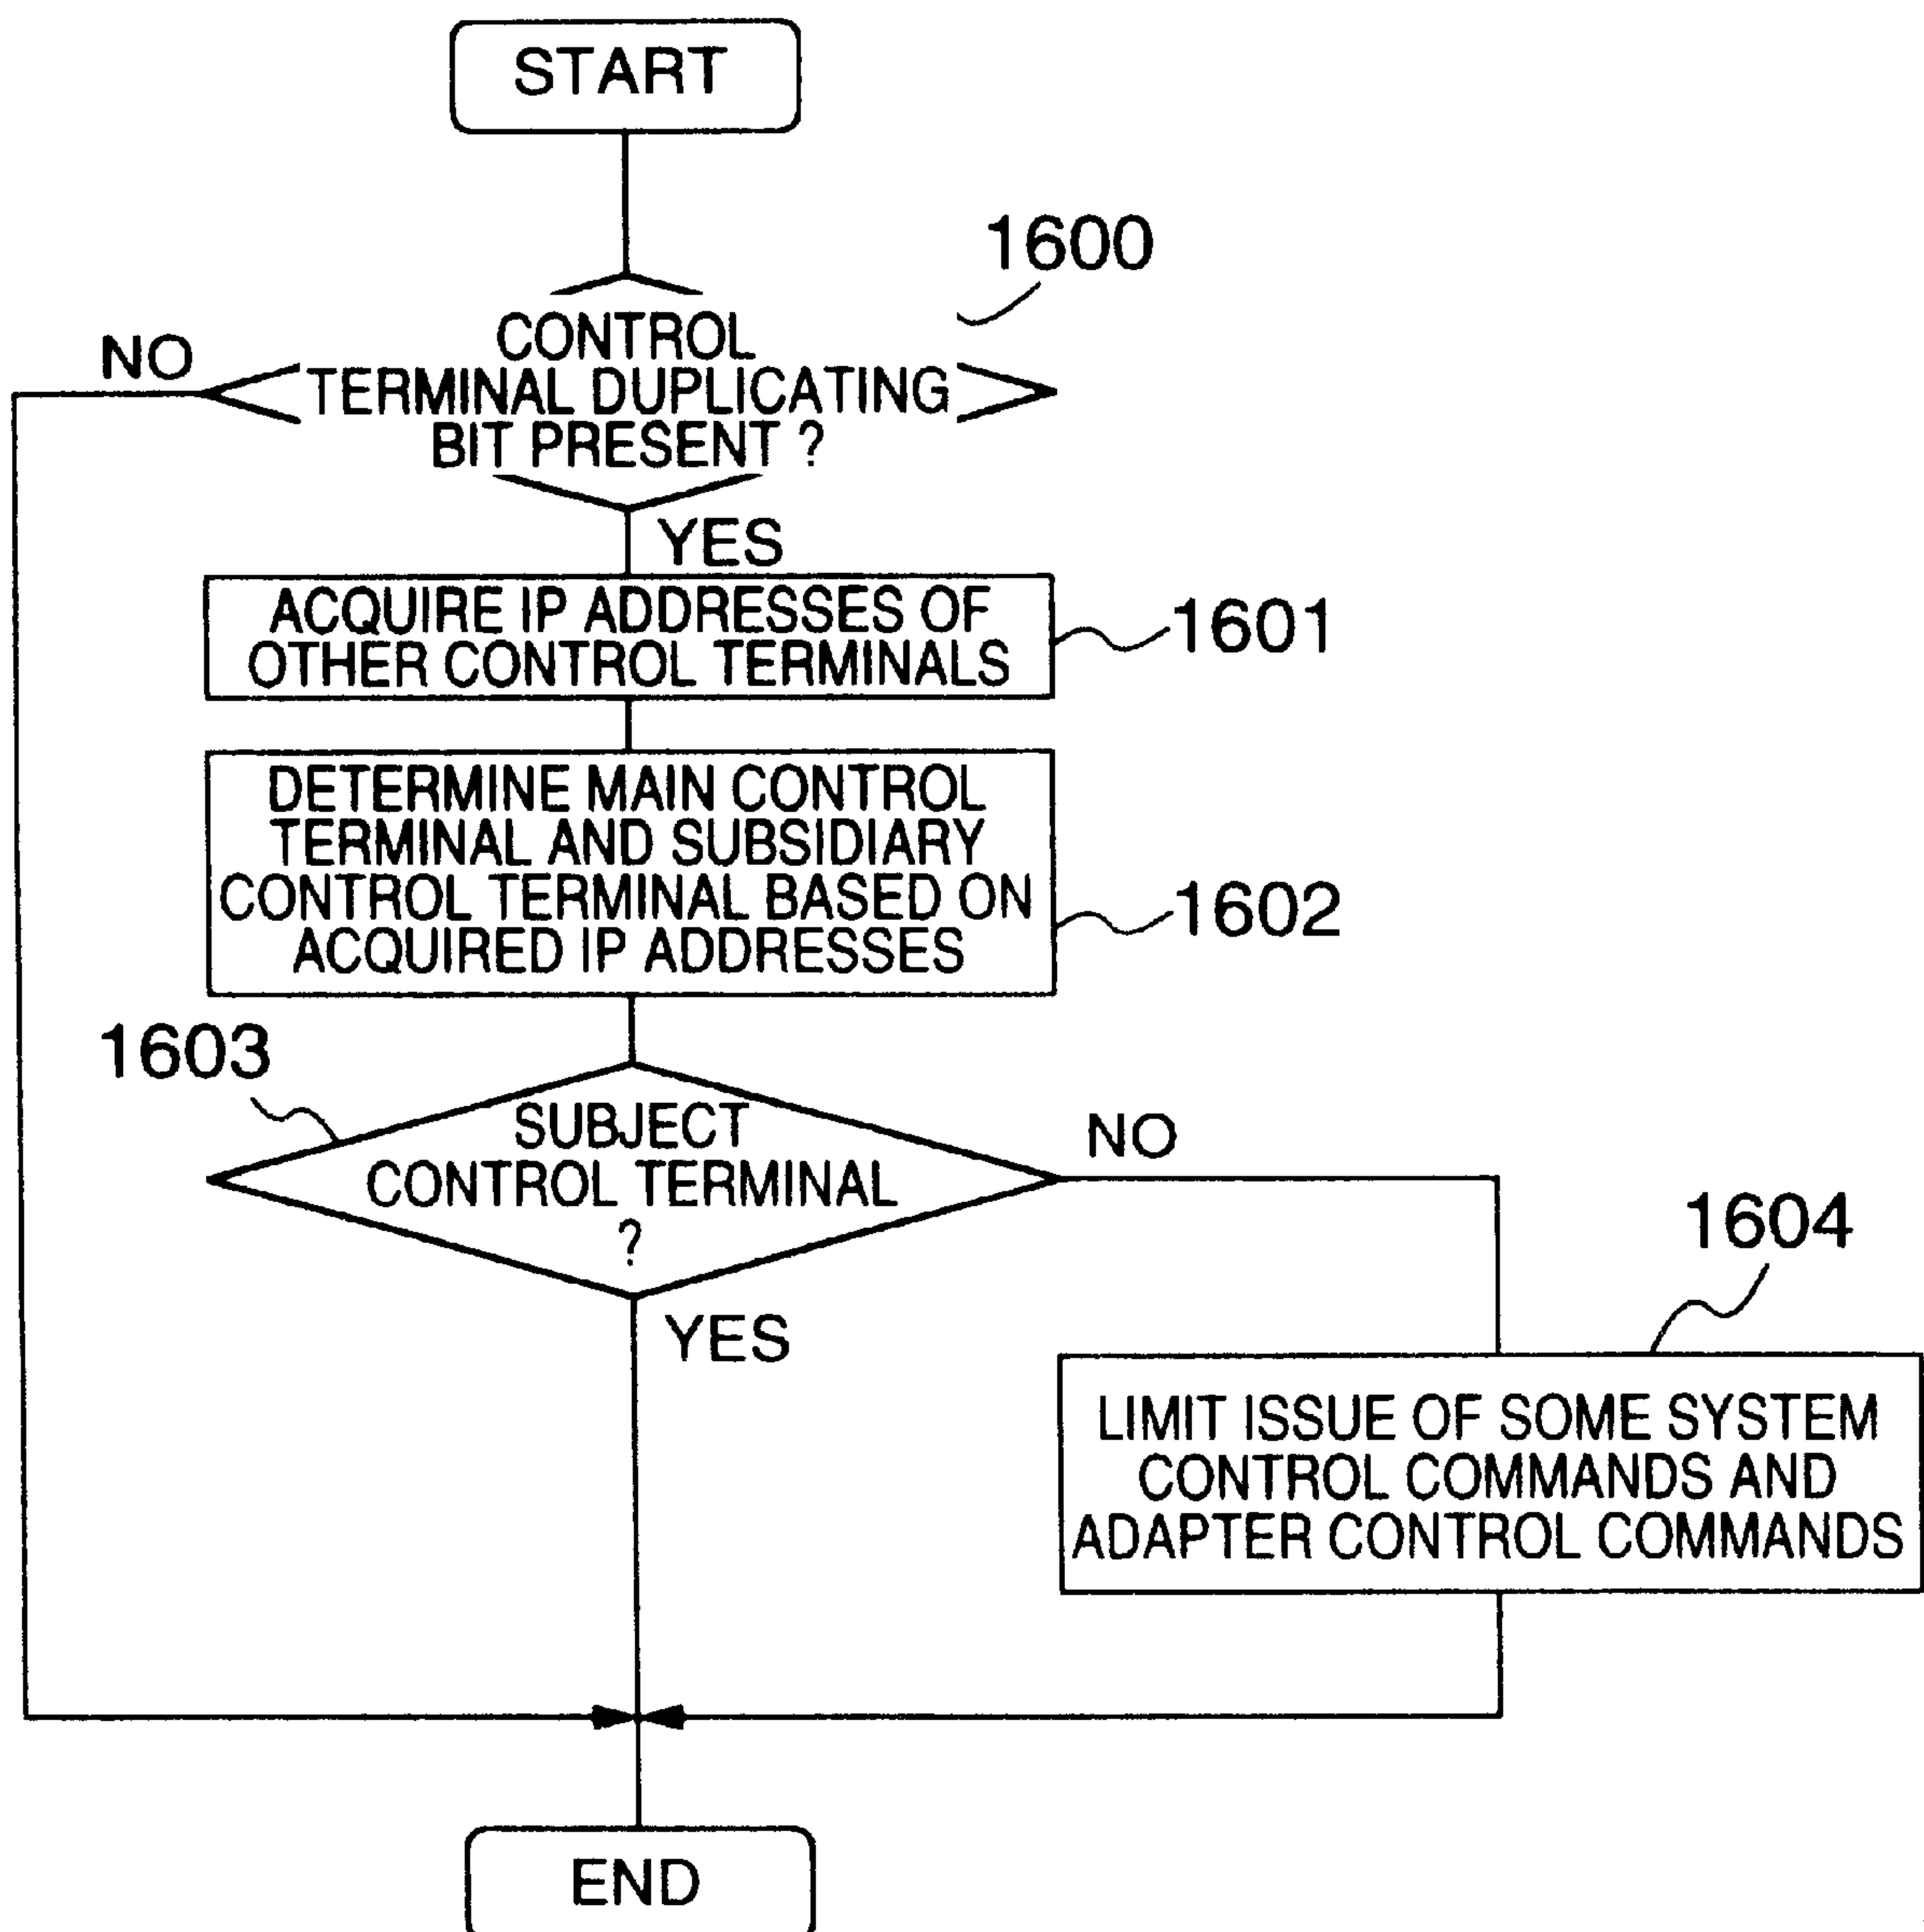 START
1600
CONTROL
TERMINAL DUPLICATING
BIT PRESENT ?
NO
YES
ACQUIRE IP ADDRESSES OF
OTHER CONTROL TERMINALS
1601
DETERMINE MAIN CONTROL
TERMINAL AND SUBSIDIARY
CONTROL TERMINAL BASED ON
ACQUIRED IP ADDRESSES
1602
1603
SUBJECT
CONTROL TERMINAL
?
NO
YES
1604
LIMIT ISSUE OF SOME SYSTEM
CONTROL COMMANDS AND
ADAPTER CONTROL COMMANDS
END